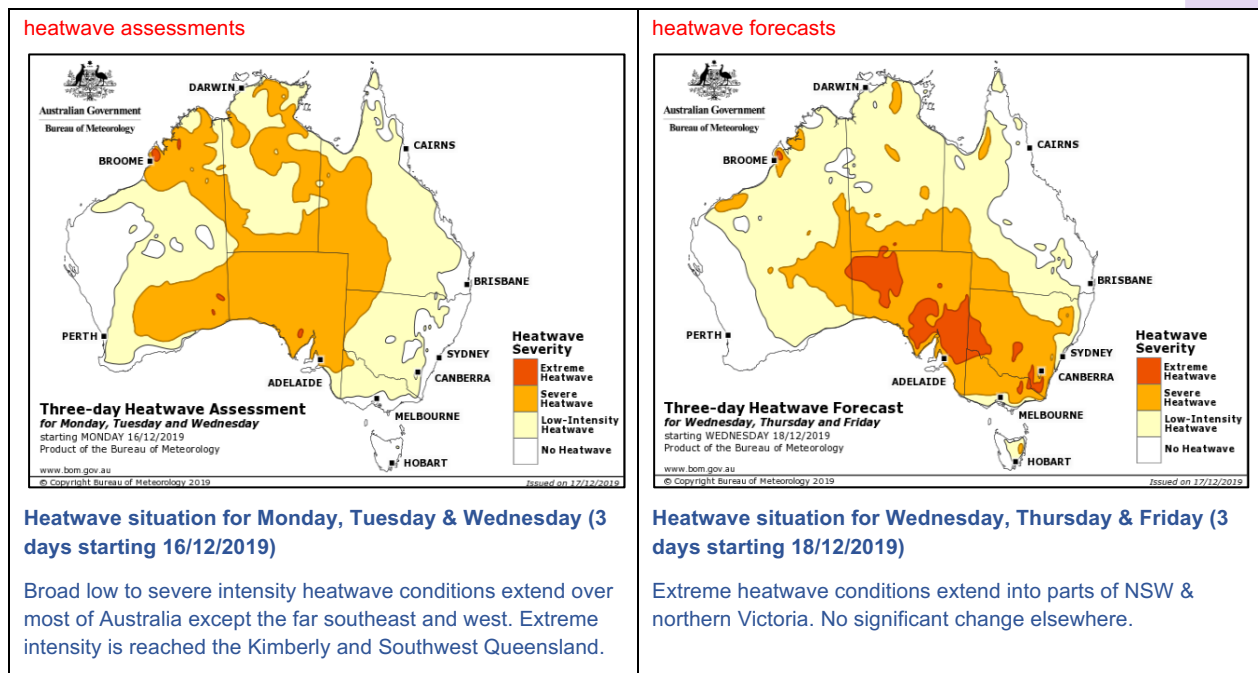 heatwave assessments
Australian Government
Bureau of Meteorology
DARWIN
BROOME
CAIRNS
BRISBANE
PERTH
SYDNEY
ADELAIDE
CANBERRA
MELBOURNE
HOBART
Heatwave
Severity
Extreme
Heatwave
Severe
Heatwave
Low-Intensity
Heatwave
No Heatwave
Three-day Heatwave Assessment
for Monday, Tuesday and Wednesday
starting MONDAY 16/12/2019
Product of the Bureau of Meteorology
www.bom.gov.au
© Copyright Bureau of Meteorology 2019
Issued on 17/12/2019
Heatwave situation for Monday, Tuesday & Wednesday (3
days starting 16/12/2019)
Broad low to severe intensity heatwave conditions extend over
most of Australia except the far southeast and west. Extreme
intensity is reached the Kimberly and Southwest Queensland.
heatwave forecasts
Australian Government
Bureau of Meteorology
DARWIN
BROOME
CAIRNS
BRISBANE
PERTH
SYDNEY
ADELAIDE
CANBERRA
MELBOURNE
HOBART
Heatwave
Severity
Extreme
Heatwave
Severe
Heatwave
Low-Intensity
Heatwave
No Heatwave
Three-day Heatwave Forecast
for Wednesday, Thursday and Friday
starting WEDNESDAY 18/12/2019
Product of the Bureau of Meteorology
www.bom.gov.au
© Copyright Bureau of Meteorology 2019
Issued on 17/12/2019
Heatwave situation for Wednesday, Thursday & Friday (3
days starting 18/12/2019)
Extreme heatwave conditions extend into parts of NSW &
northern Victoria. No significant change elsewhere.